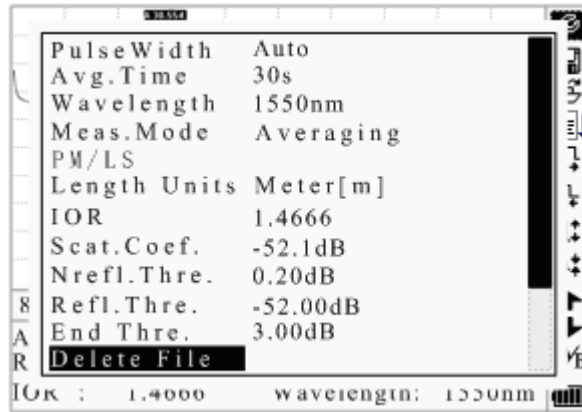 PulseWidth Auto
Avg.Time 30s
Wavelength 1550nm
Meas.Mode Averaging
PM/LS
Length Units Meter[m]
IOR 1.4666
Scat.Coef. -52.1dB
Nrefl.Thre. 0.20dB
Refl.Thre. -52.00dB
End Thre. 3.00dB
Delete File
8
A
R
IOR : 1.4666 Wavelength: 1550nm